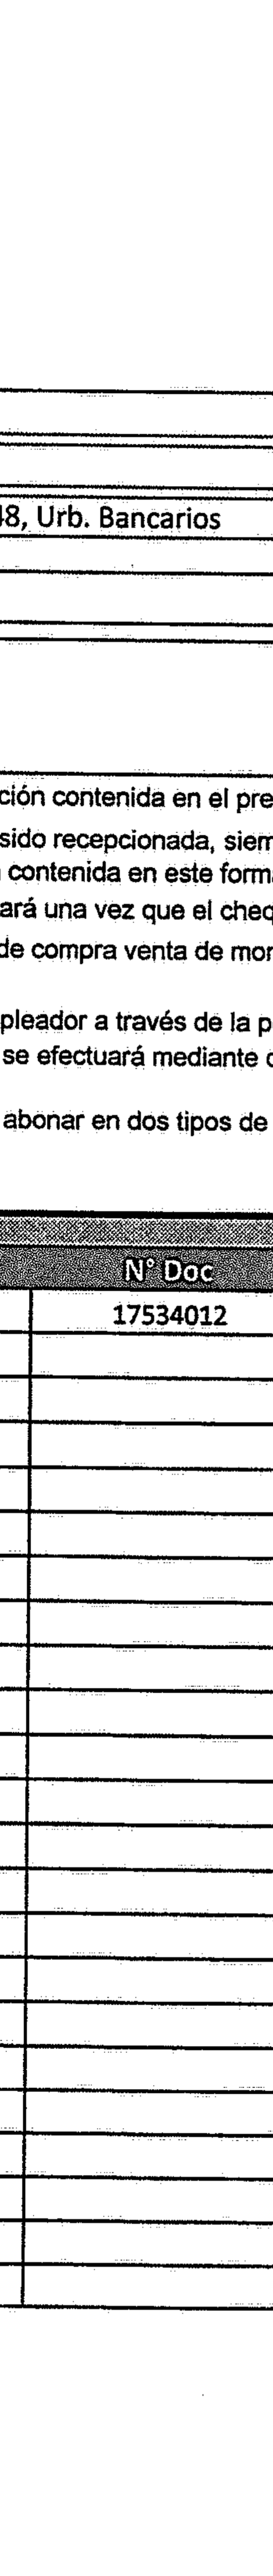 48, Urb. Bancarios
ción contenida en el pre
sido recepcionada, siem
contenida en este form
ará una vez que el cheq
de compra venta de mon
pleador a través de la p
se efectuará mediante
abonar en dos tipos de
N° Doc
17534012